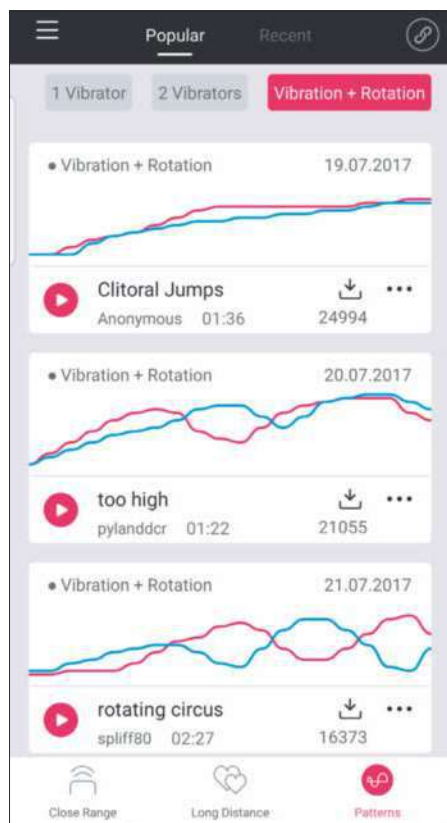 Popular Recent
1 Vibrator 2 Vibrators Vibration + Rotation
• Vibration + Rotation 19.07.2017
Clitoral Jumps
Anonymous 01:36 24994
• Vibration + Rotation 20.07.2017
too high
pylanddcr 01:22 21055
• Vibration + Rotation 21.07.2017
rotating circus
spliff80 02:27 16373
Close Range Long Distance Patterns